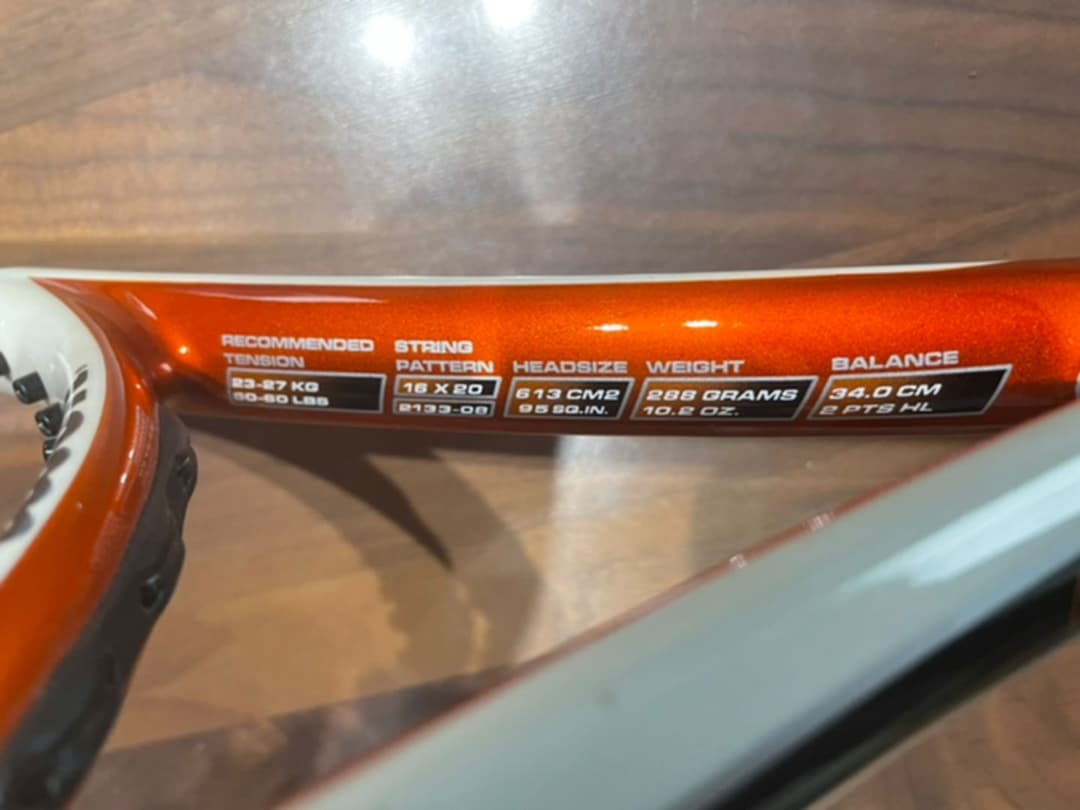 RECOMMENDED
TENSION
23-27 KG
50-60 LBS
STRING
PATTERN
16 X 20
2133-08
HEADSIZE
613 CM2
95 SQ.IN.
WEIGHT
288 GRAMS
10.2 OZ.
BALANCE
34.0 CM
2 PTS HL